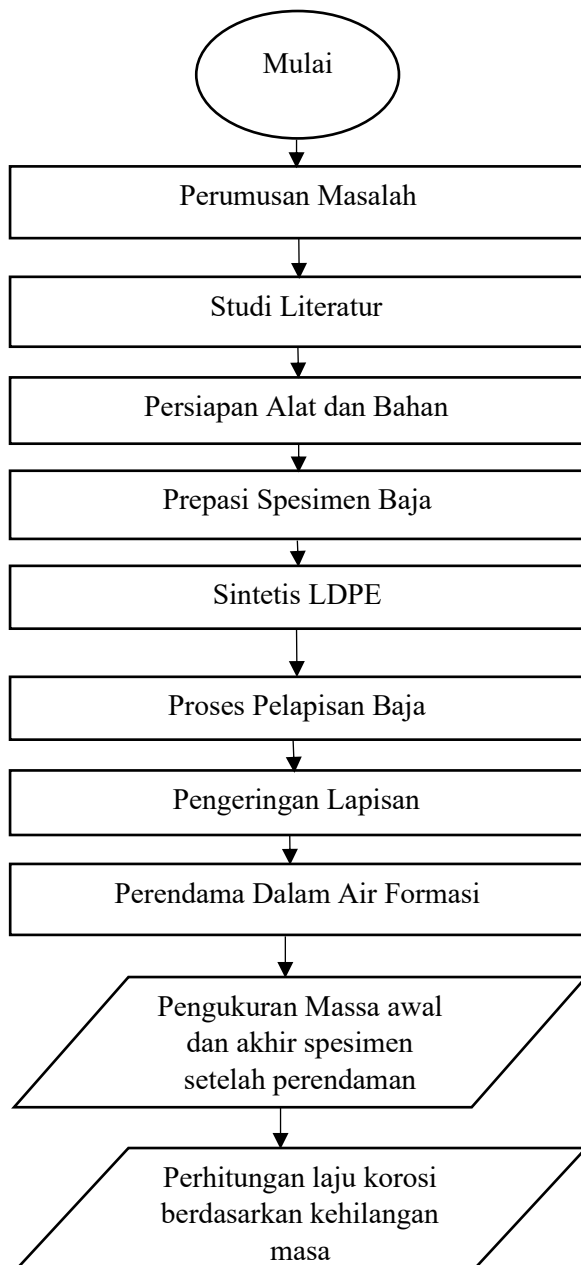 Mulai
Perumusan Masalah
Studi Literatur
Persiapan Alat dan Bahan
Prepasi Spesimen Baja
Sintetis LDPE
Proses Pelapisan Baja
Pengeringan Lapisan
Perendama Dalam Air Formasi
Pengukuran Massa awal
dan akhir spesimen
setelah perendaman
Perhitungan laju korosi
berdasarkan kehilangan
masa